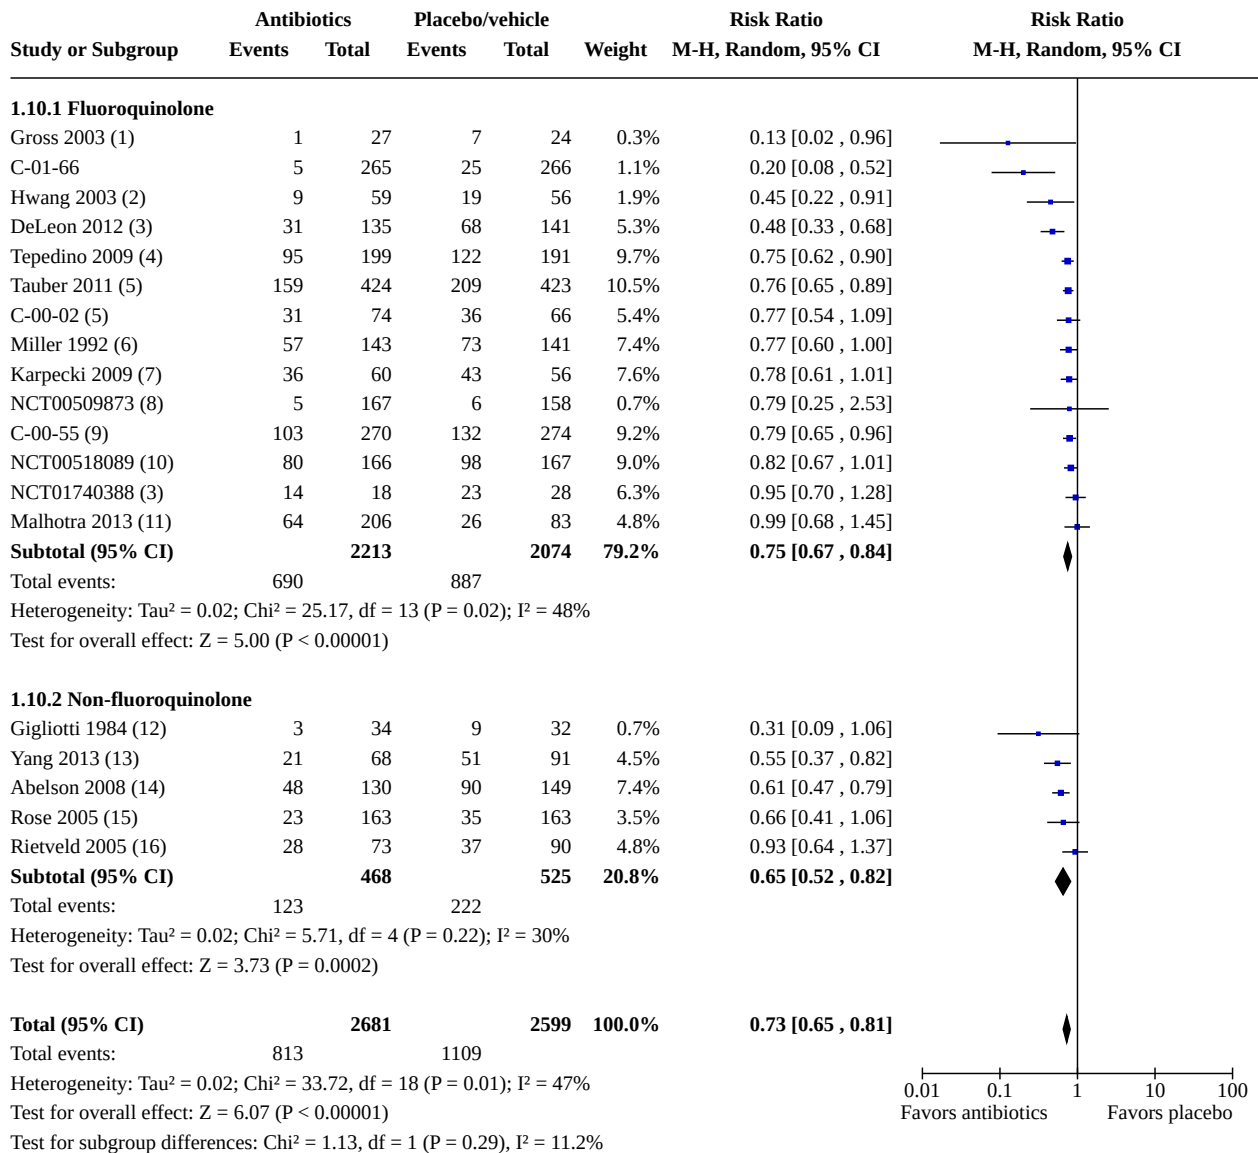 Antibiotics Placebo/vehicle Risk Ratio Risk Ratio
Study or Subgroup Events Total Events Total Weight M-H, Random, 95% CI M-H, Random, 95% CI
1.10.1 Fluoroquinolone
Gross 2003 (1) 1 27 7 24 0.3% 0.13 [0.02 , 0.96]
C-01-66 5 265 25 266 1.1% 0.20 [0.08 , 0.52]
Hwang 2003 (2) 9 59 19 56 1.9% 0.45 [0.22 , 0.91]
DeLeon 2012 (3) 31 135 68 141 5.3% 0.48 [0.33 , 0.68]
Tepedino 2009 (4) 95 199 122 191 9.7% 0.75 [0.62 , 0.90]
Tauber 2011 (5) 159 424 209 423 10.5% 0.76 [0.65 , 0.89]
C-00-02 (5) 31 74 36 66 5.4% 0.77 [0.54 , 1.09]
Miller 1992 (6) 57 143 73 141 7.4% 0.77 [0.60 , 1.00]
Karpecki 2009 (7) 36 60 43 56 7.6% 0.78 [0.61 , 1.01]
NCT00509873 (8) 5 167 6 158 0.7% 0.79 [0.25 , 2.53]
C-00-55 (9) 103 270 132 274 9.2% 0.79 [0.65 , 0.96]
NCT00518089 (10) 80 166 98 167 9.0% 0.82 [0.67 , 1.01]
NCT01740388 (3) 14 18 23 28 6.3% 0.95 [0.70 , 1.28]
Malhotra 2013 (11) 64 206 26 83 4.8% 0.99 [0.68 , 1.45]
Subtotal (95% CI) 2213 2074 79.2% 0.75 [0.67 , 0.84]
Total events: 690 887
Heterogeneity: Tau² = 0.02; Chi² = 25.17, df = 13 (P = 0.02); I² = 48%
Test for overall effect: Z = 5.00 (P < 0.00001)
1.10.2 Non-fluoroquinolone
Gigliotti 1984 (12) 3 34 9 32 0.7% 0.31 [0.09 , 1.06]
Yang 2013 (13) 21 68 51 91 4.5% 0.55 [0.37 , 0.82]
Abelson 2008 (14) 48 130 90 149 7.4% 0.61 [0.47 , 0.79]
Rose 2005 (15) 23 163 35 163 3.5% 0.66 [0.41 , 1.06]
Rietveld 2005 (16) 28 73 37 90 4.8% 0.93 [0.64 , 1.37]
Subtotal (95% CI) 468 525 20.8% 0.65 [0.52 , 0.82]
Total events: 123 222
Heterogeneity: Tau² = 0.02; Chi² = 5.71, df = 4 (P = 0.22); I² = 30%
Test for overall effect: Z = 3.73 (P = 0.0002)
Total (95% CI) 2681 2599 100.0% 0.73 [0.65 , 0.81]
Total events: 813 1109
Heterogeneity: Tau² = 0.02; Chi² = 33.72, df = 18 (P = 0.01); I² = 47%
0.01 0.1 1 10 100
Test for overall effect: Z = 6.07 (P < 0.00001)
Favors antibiotics Favors placebo
Test for subgroup differences: Chi² = 1.13, df = 1 (P = 0.29), I² = 11.2%